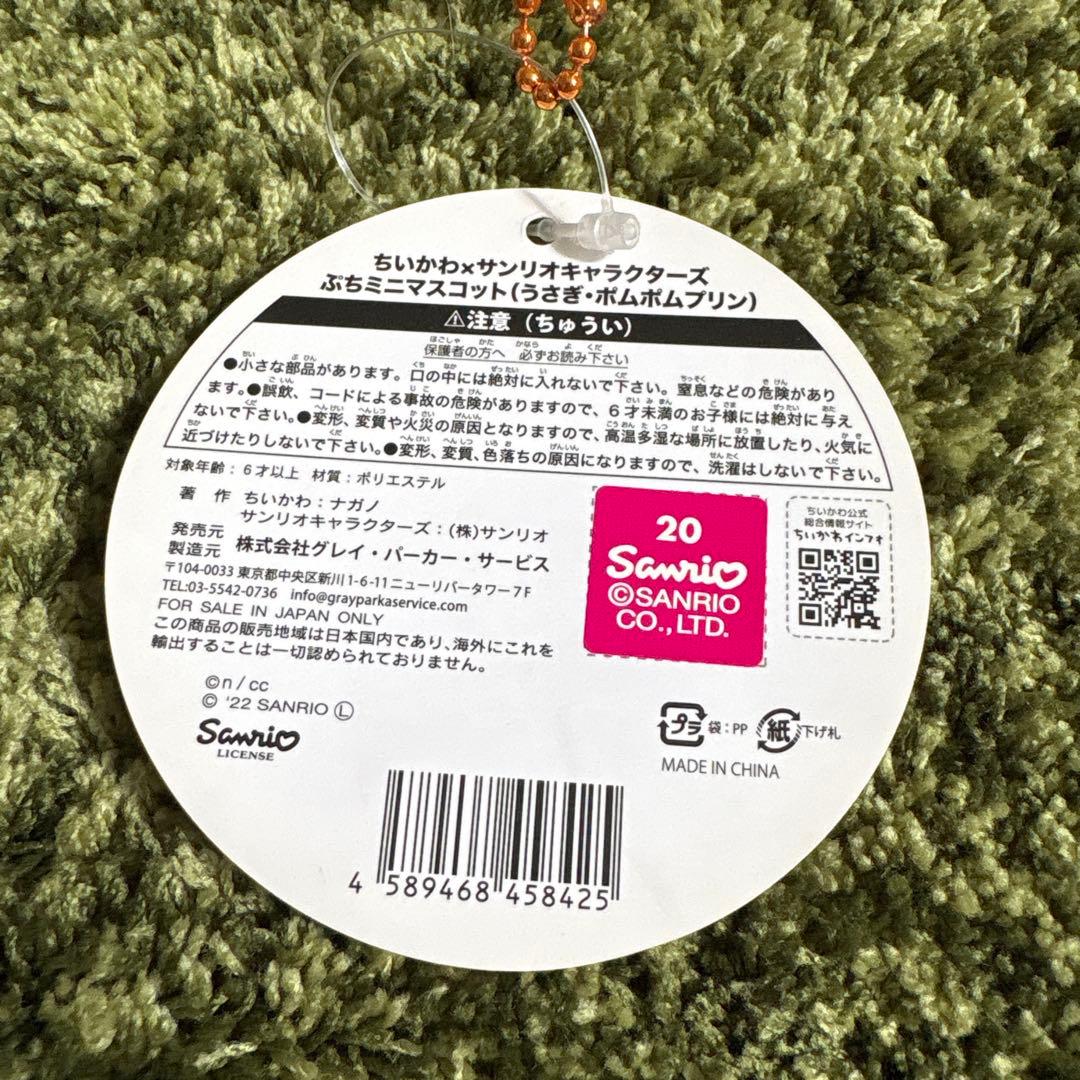 ちいかわ×サンリオキャラクターズ
ぷちミニマスコット(うさぎ・ポムポムプリン)
⚠注意(ちゅうい)
保護者の方へ 必ずお読み下さい
●小さな部品があります。口の中には絶対に入れないで下さい。窒息などの危険があり
ます。●誤飲、コードによる事故の危険がありますので、6才未満のお子様には絶対に与え
ないで下さい。●変形、変質や火災の原因となりますので、高温多湿な場所に放置したり、火気に
近づけたりしないで下さい。●変形、変質、色落ちの原因になりますので、洗濯はしないで下さい。
対象年齢:6才以上 材質:ポリエステル
著 作 ちいかわ:ナガノ
サンリオキャラクターズ:(株)サンリオ
発売元
製造元 株式会社グレイ・パーカー・サービス
〒104-0033 東京都中央区新川1-6-11ニューリバータワー7F
TEL:03-5542-0736 info@grayparkaservice.com
FOR SALE IN JAPAN ONLY
この商品の販売地域は日本国内であり、海外にこれを
輸出することは一切認められておりません。
©n / cc
© '22 SANRIO Ⓛ
Sanrio
LICENSE
20
Sanrio
©SANRIO
CO.,LTD.
ちいかわ公式
総合情報サイト
ちいかわインフォ
プラ 袋:PP 紙 下げ札
MADE IN CHINA
4 589468 458425